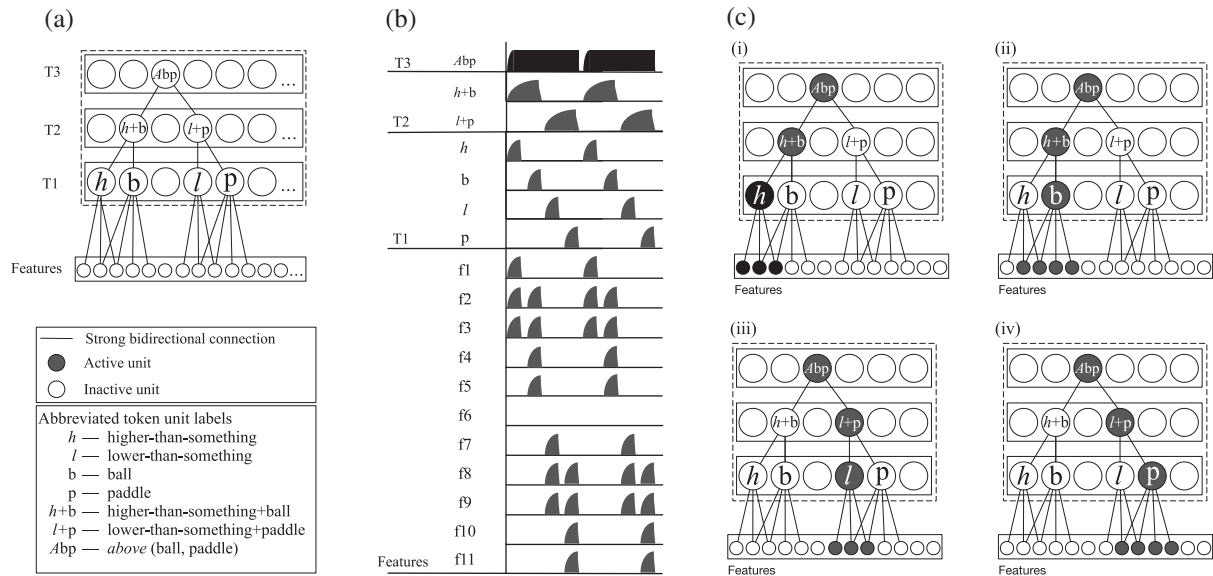 (a)
T3
Abp
...
T2
h+b
l+p
...
T1
h
b
l
p
...
Features
...
Strong bidirectional connection
Active unit
Inactive unit
Abbreviated token unit labels
h — higher-than-something
l — lower-than-something
b — ball
p — paddle
h+b — higher-than-something+ball
l+p — lower-than-something+paddle
Abp — above (ball, paddle)
(b)
T3 Abp
h+b
T2 l+p
h
b
l
T1 p
f1
f2
f3
f4
f5
f6
f7
f8
f9
f10
Features f11
(c)
(i)
Abp
h+b l+p
h b l p
Features
(ii)
Abp
h+b l+p
h b l p
Features
(iii)
Abp
h+b l+p
h b l p
Features
(iv)
Abp
h+b l+p
h b l p
Features